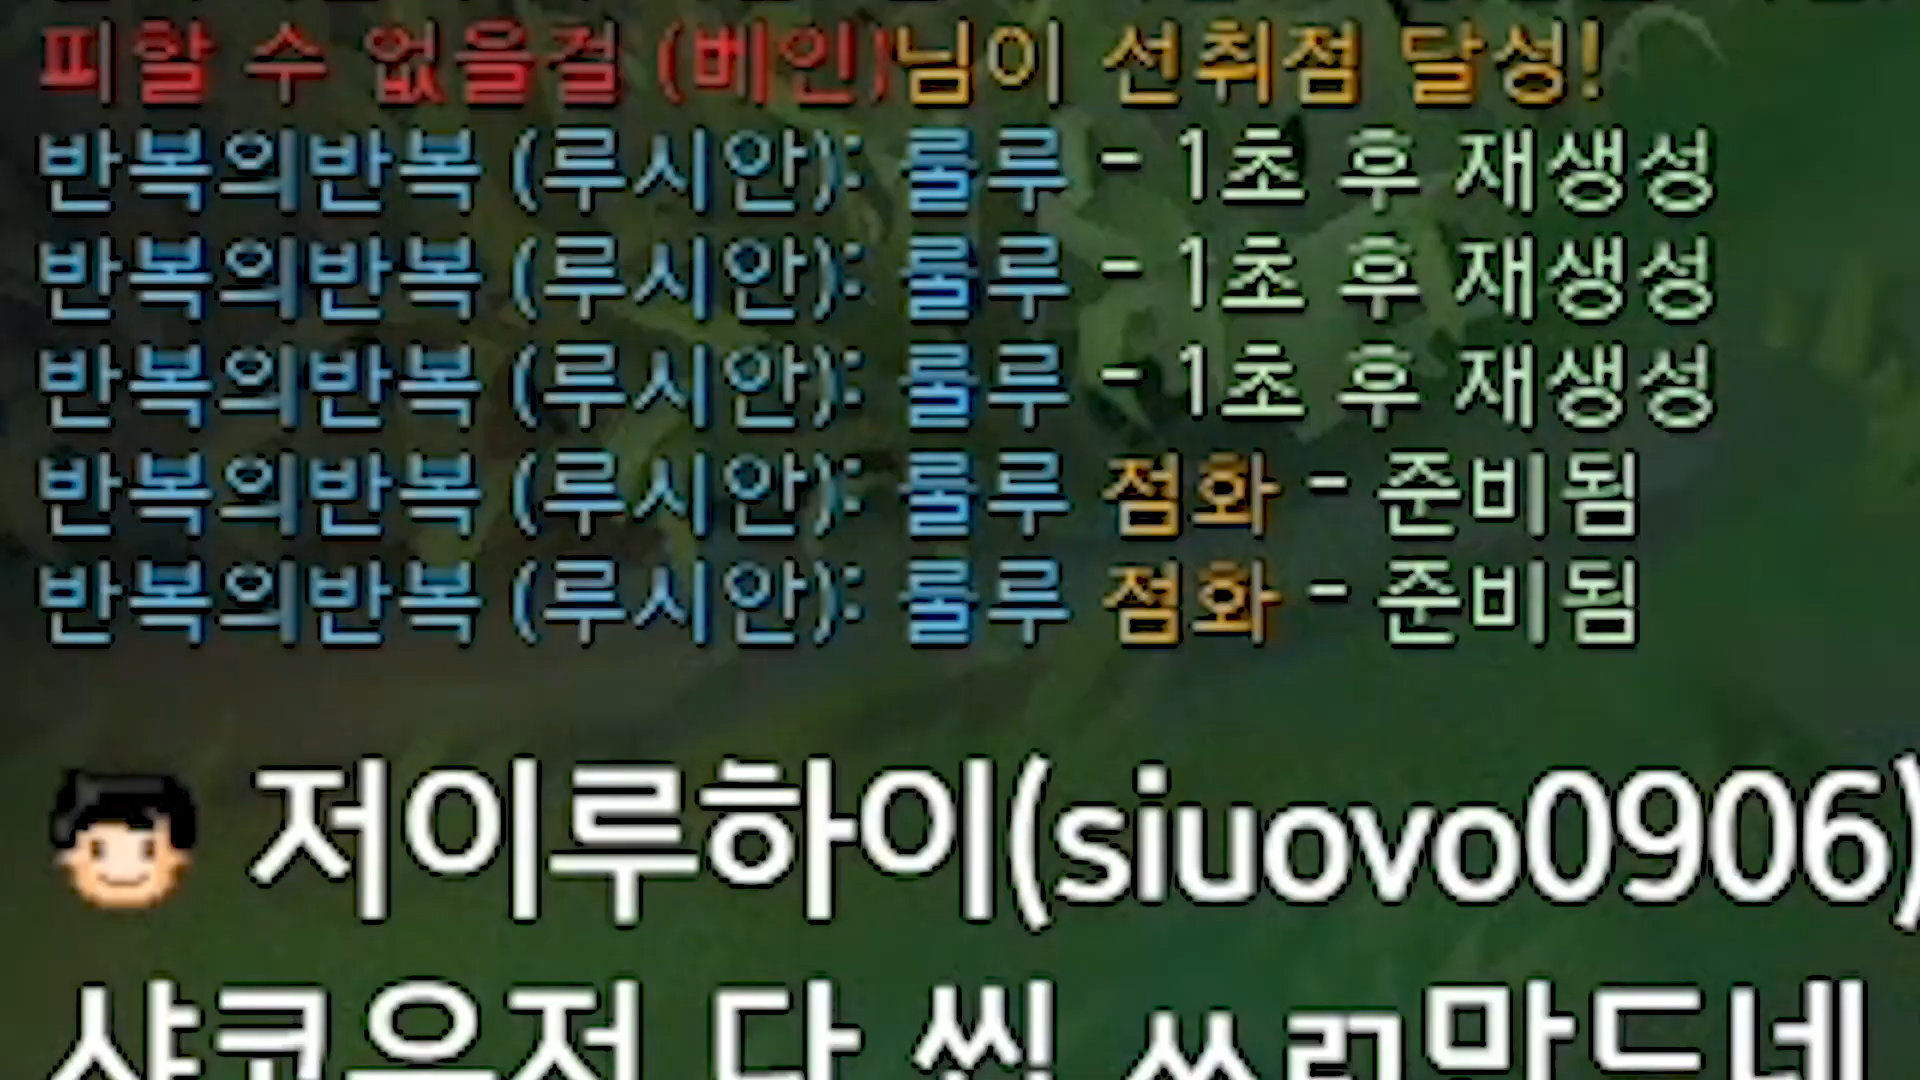 피할 수 없을걸 (베인)님이 선취점 달성!
반복의반복 (루시안): 룰루 - 1초 후 재생성
반복의반복 (루시안): 룰루 - 1초 후 재생성
반복의반복 (루시안): 룰루 - 1초 후 재생성
반복의반복 (루시안): 룰루 점화 - 준비됨
반복의반복 (루시안): 룰루 점화 - 준비됨
저이루하이(siuovo0906)
샤코유저 다